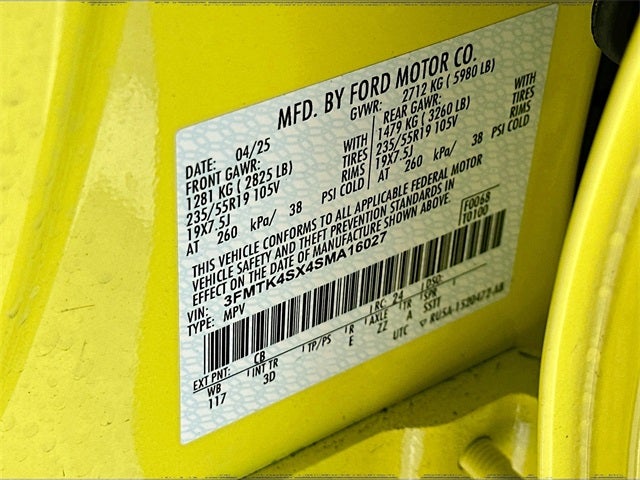 MFD. BY FORD MOTOR CO.
DATE: 04/25 GVWR: 2712 KG ( 5980 LB)
FRONT GAWR: REAR GAWR:
1281 KG ( 2825 LB) WITH 1479 KG ( 3260 LB) WITH
235/55R19 105V TIRES 235/55R19 105V TIRES
19X7.5J RIMS 19X7.5J RIMS
AT 260 kPa/ 38 PSI COLD AT 260 kPa/ 38 PSI COLD
THIS VEHICLE CONFORMS TO ALL APPLICABLE FEDERAL MOTOR
VEHICLE SAFETY AND THEFT PREVENTION STANDARDS IN
EFFECT ON THE DATE OF MANUFACTURE SHOWN ABOVE.
F0068
T0100
VIN: 3FMTK4SX4SMA16027
TYPE: MPV
EXT PNT: CB RC: 24 DSO:
WB INT TR TP/PS R AXLE TR SPR
117 3D E ZZ A SSTT
UTC